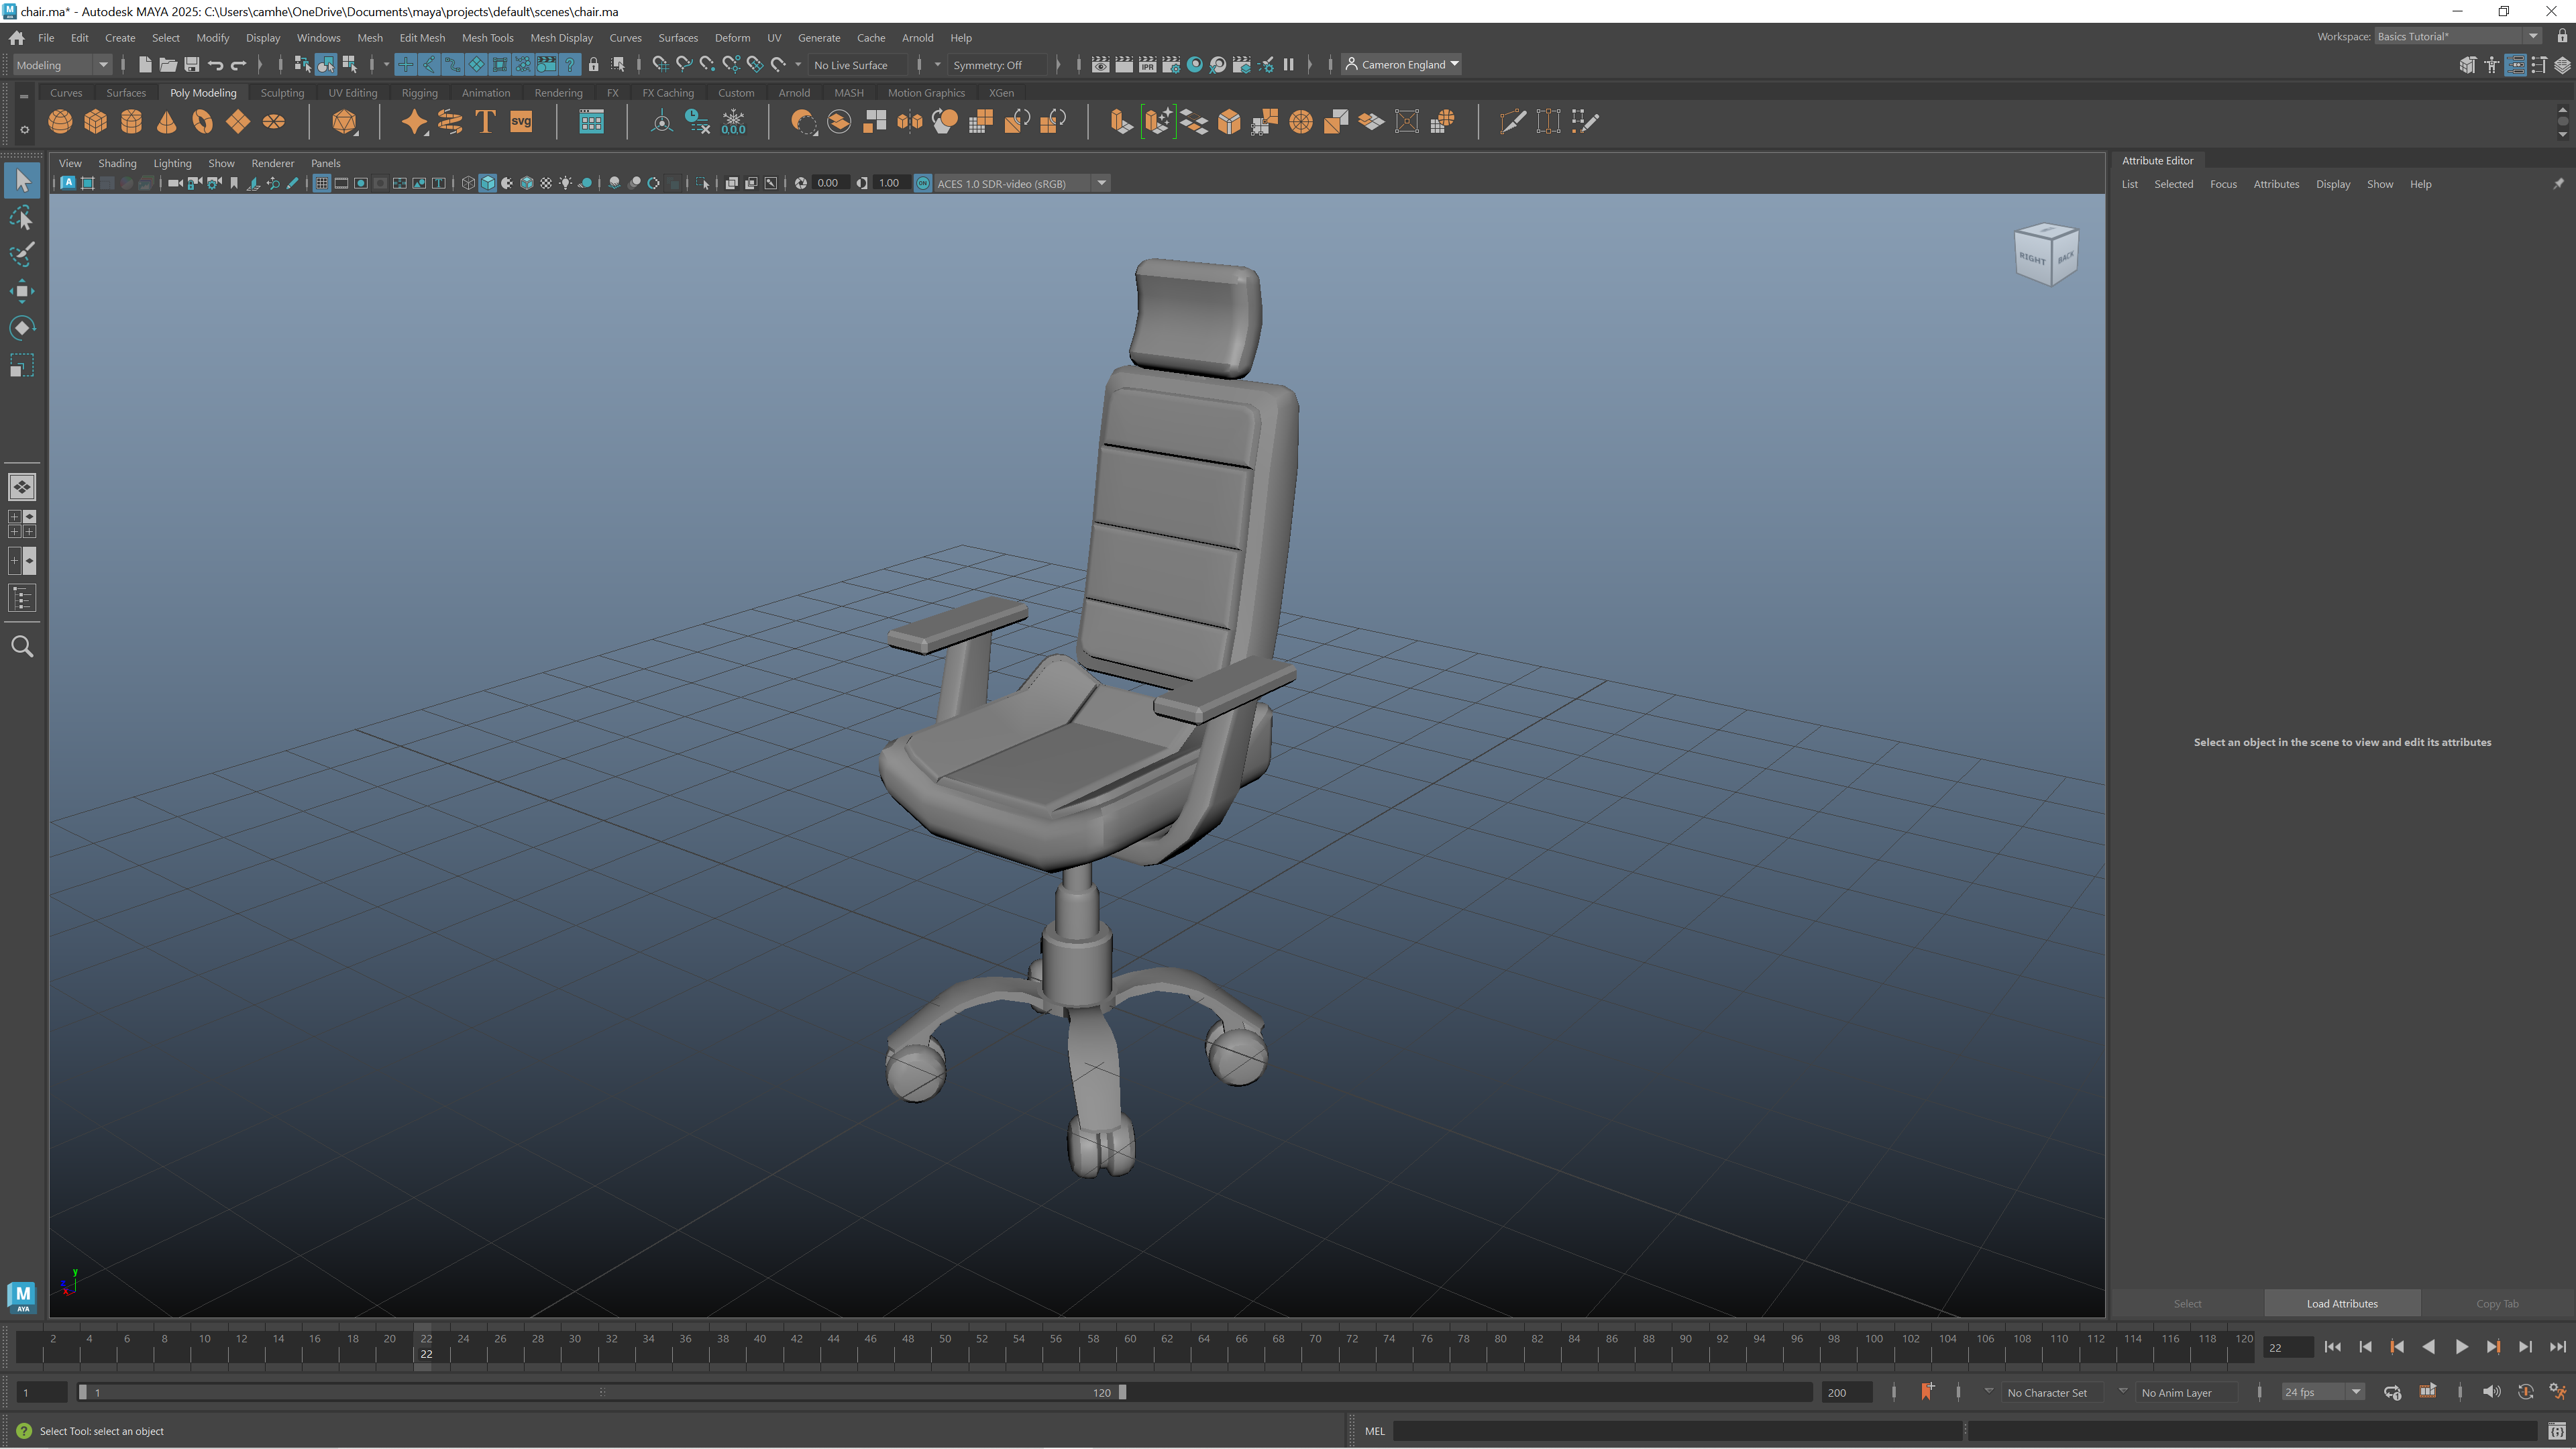 chair.ma* - Autodesk MAYA 2025: C:\Users\camhe\OneDrive\Documents\maya\projects\default\scenes\chair.ma
File Edit Create Select Modify Display Windows Mesh Edit Mesh Mesh Tools Mesh Display Curves Surfaces Deform UV Generate Cache Arnold Help
Workspace: Basics Tutorial*
Modeling
No Live Surface
Symmetry: Off
IPR
Cameron England
Curves Surfaces Poly Modeling Sculpting UV Editing Rigging Animation Rendering FX FX Caching Custom Arnold MASH Motion Graphics XGen
T
SVG
0,0,0
View Shading Lighting Show Renderer Panels
A
0.00
1.00
ON
ACES 1.0 SDR-video (sRGB)
Attribute Editor
List Selected Focus Attributes Display Show Help
RIGHT
BACK
Select an object in the scene to view and edit its attributes
y
x
M
AYA
Select
Load Attributes
Copy Tab
2 4 6 8 10 12 14 16 18 20 22 24 26 28 30 32 34 36 38 40 42 44 46 48 50 52 54 56 58 60 62 64 66 68 70 72 74 76 78 80 82 84 86 88 90 92 94 96 98 100 102 104 106 108 110 112 114 116 118 120
22
22
1
1
120
200
No Character Set
No Anim Layer
24 fps
Select Tool: select an object
MEL